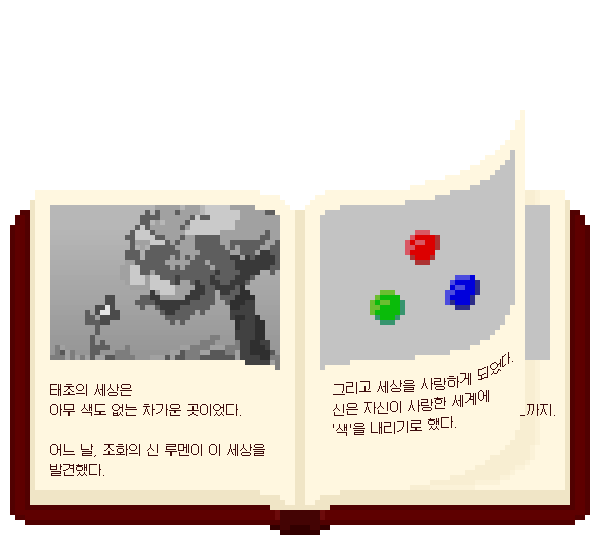 태초의 세상은
아무 색도 없는 차가운 곳이었다.
어느 날, 조화의 신 루멘이 이 세상을
발견했다.
그리고 세상을 사랑하게 되었다.
신은 자신이 사랑한 세계에
'색'을 내리기로 했다.
까지.